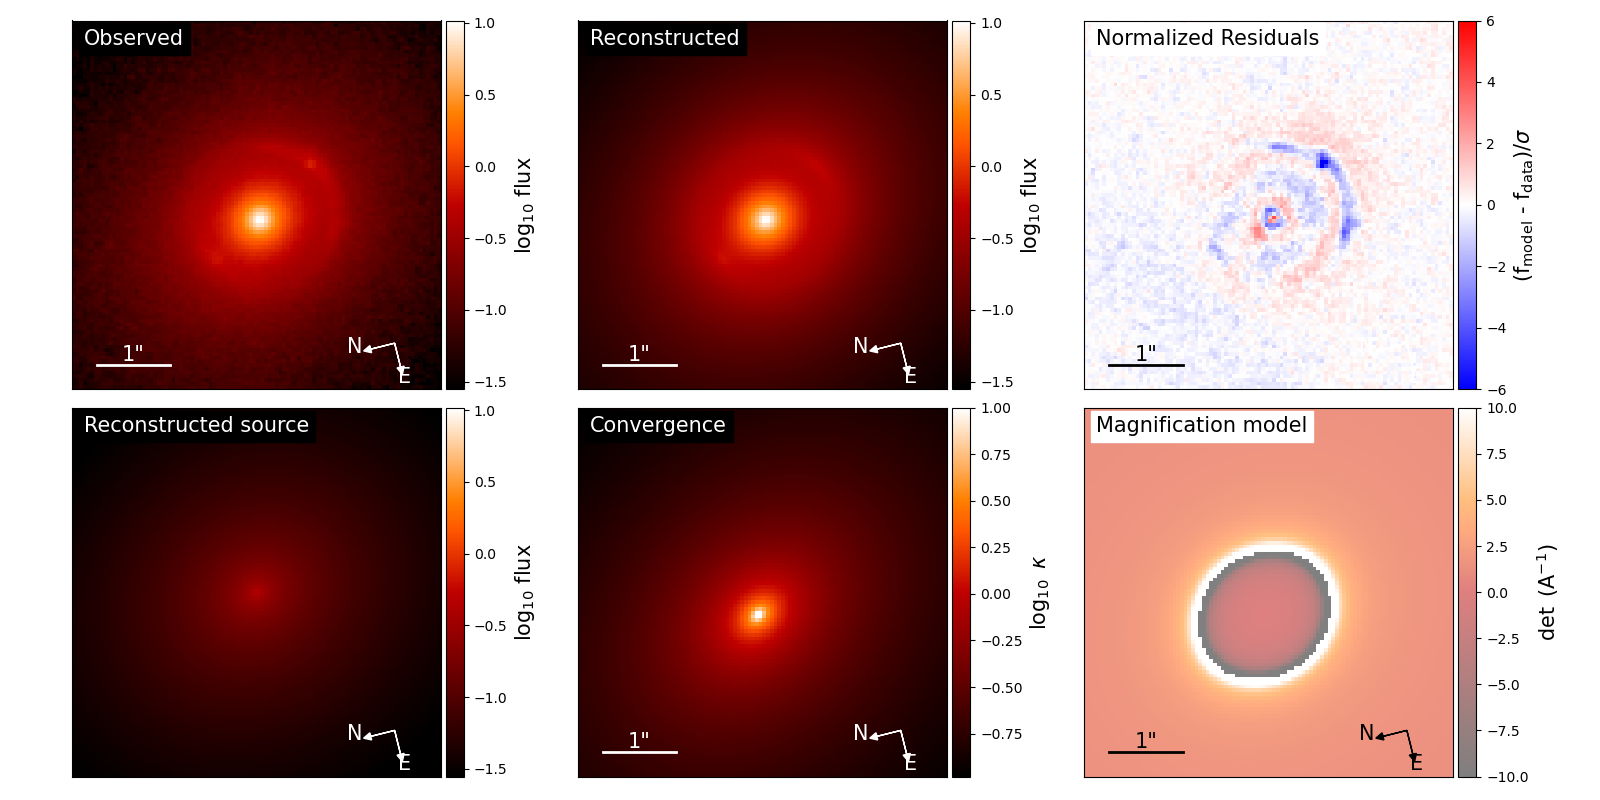 Observed
1.0
0.5
0.0
−0.5
−1.0
−1.5
log₁₀ flux
1"
N
E
Reconstructed
1.0
0.5
0.0
−0.5
−1.0
−1.5
log₁₀ flux
1"
N
E
Normalized Residuals
6
4
2
0
−2
−4
−6
(f_model - f_data)/σ
1"
Reconstructed source
1.0
0.5
0.0
−0.5
−1.0
−1.5
log₁₀ flux
N
E
Convergence
1.00
0.75
0.50
0.25
0.00
−0.25
−0.50
−0.75
log₁₀ κ
1"
N
E
Magnification model
10.0
7.5
5.0
2.5
0.0
−2.5
−5.0
−7.5
−10.0
det (A⁻¹)
1"
N
E